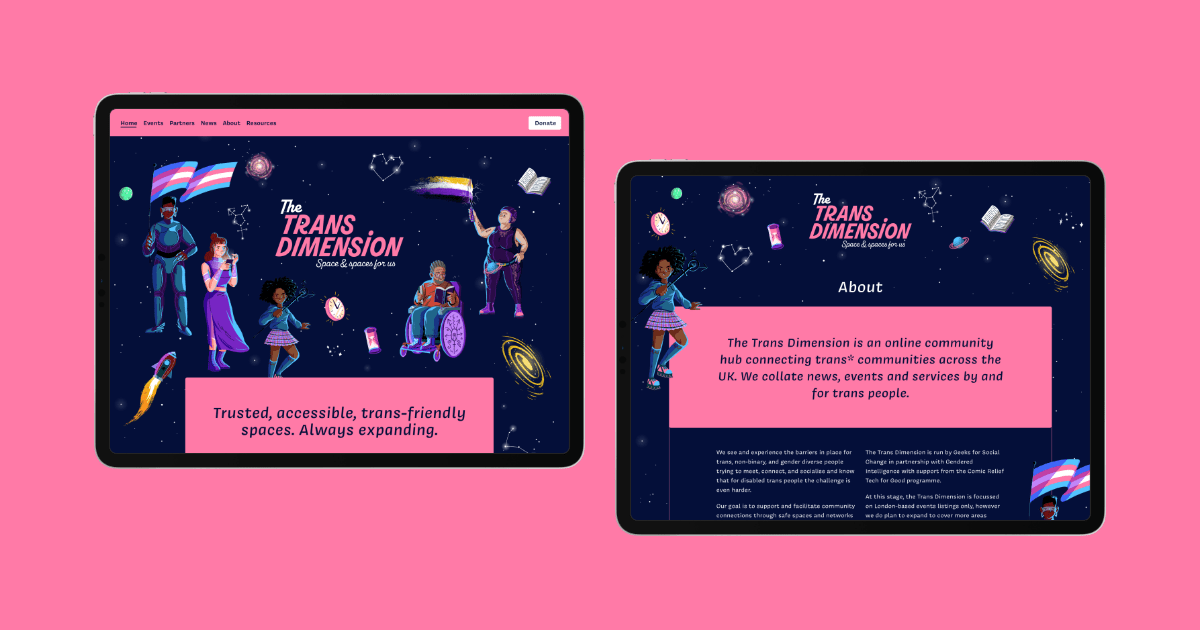 Home Events Partners News About Resources Donate
The
TRANS
DIMENSION
Space & spaces for us
Trusted, accessible, trans-friendly
spaces. Always expanding.
The
TRANS
DIMENSION
Space & spaces for us
About
The Trans Dimension is an online community
hub connecting trans* communities across the
UK. We collate news, events and services by and
for trans people.
We see and experience the barriers in place for
trans, non-binary, and gender diverse people
trying to meet, connect, and socialise and know
that for disabled trans people the challenge is
even harder.
Our goal is to support and facilitate community
connections through safe spaces and networks
The Trans Dimension is run by Geeks for Social
Change in partnership with Gendered
Intelligence with support from the Comic Relief
Tech for Good programme.
At this stage, the Trans Dimension is focussed
on London-based events listings only, however
we do plan to expand to cover more areas